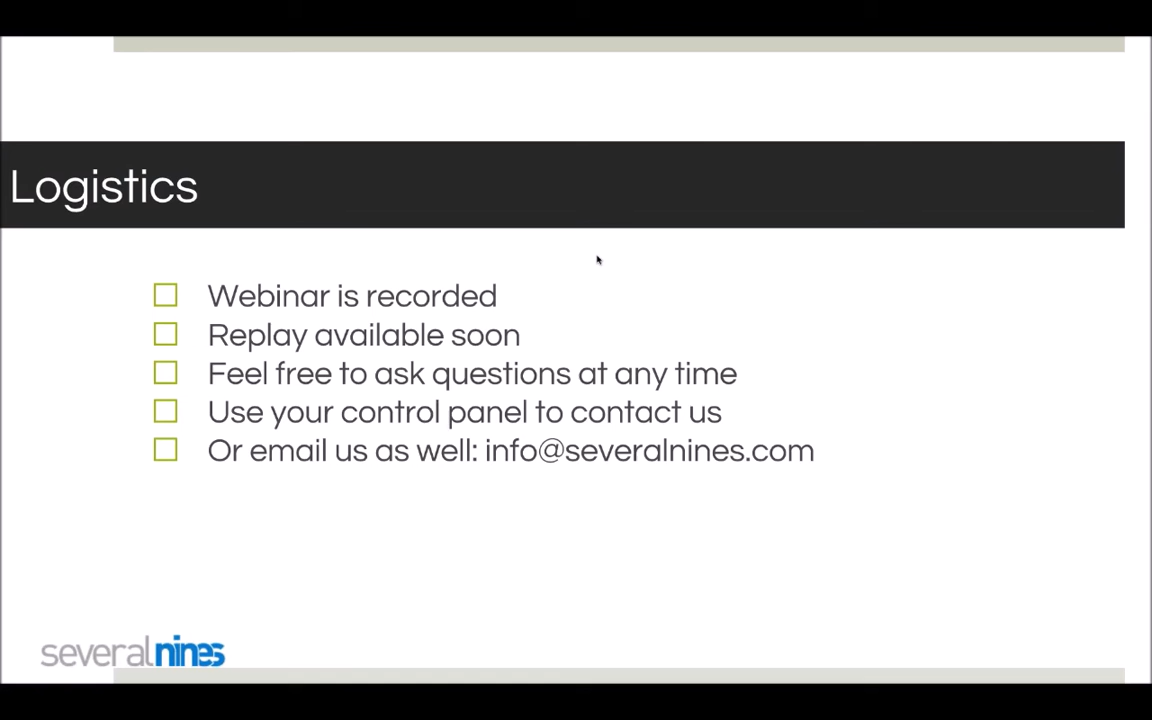 Logistics
Webinar is recorded
Replay available soon
Feel free to ask questions at any time
Use your control panel to contact us
Or email us as well: info@severalnines.com
severalnines